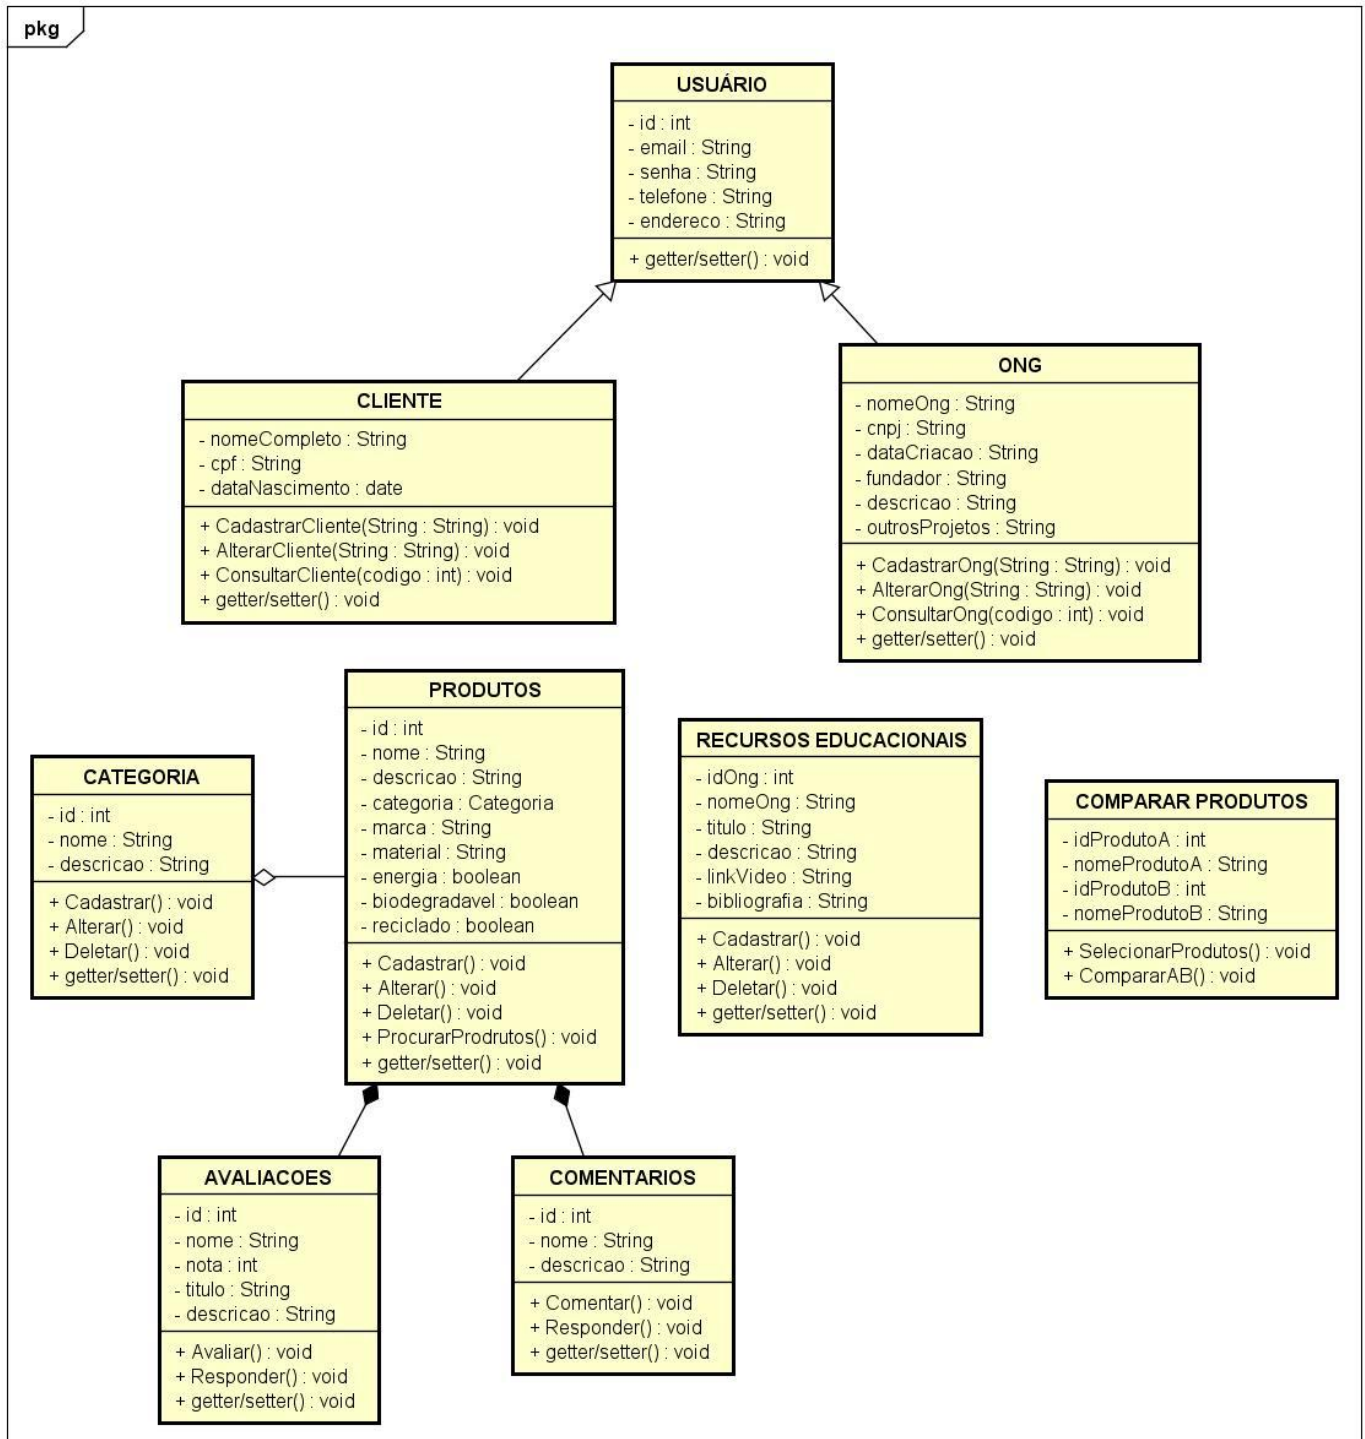 pkg
USUÁRIO
- id : int
- email : String
- senha : String
- telefone : String
- endereco : String
+ getter/setter() : void
CLIENTE
- nomeCompleto : String
- cpf : String
- dataNascimento : date
+ CadastrarCliente(String : String) : void
+ AlterarCliente(String : String) : void
+ ConsultarCliente(codigo : int) : void
+ getter/setter() : void
ONG
- nomeOng : String
- cnpj : String
- dataCriacao : String
- fundador : String
- descricao : String
- outrosProjetos : String
+ CadastrarOng(String : String) : void
+ AlterarOng(String : String) : void
+ ConsultarOng(codigo : int) : void
+ getter/setter() : void
CATEGORIA
- id : int
- nome : String
- descricao : String
+ Cadastrar() : void
+ Alterar() : void
+ Deletar() : void
+ getter/setter() : void
PRODUTOS
- id : int
- nome : String
- descricao : String
- categoria : Categoria
- marca : String
- material : String
- energia : boolean
- biodegradavel : boolean
- reciclado : boolean
+ Cadastrar() : void
+ Alterar() : void
+ Deletar() : void
+ ProcurarProdrutos() : void
+ getter/setter() : void
RECURSOS EDUCACIONAIS
- idOng : int
- nomeOng : String
- titulo : String
- descricao : String
- linkVideo : String
- bibliografia : String
+ Cadastrar() : void
+ Alterar() : void
+ Deletar() : void
+ getter/setter() : void
COMPARAR PRODUTOS
- idProdutoA : int
- nomeProdutoA : String
- idProdutoB : int
- nomeProdutoB : String
+ SelecionarProdutos() : void
+ CompararAB() : void
AVALIACOES
- id : int
- nome : String
- nota : int
- titulo : String
- descricao : String
+ Avaliar() : void
+ Responder() : void
+ getter/setter() : void
COMENTARIOS
- id : int
- nome : String
- descricao : String
+ Comentar() : void
+ Responder() : void
+ getter/setter() : void